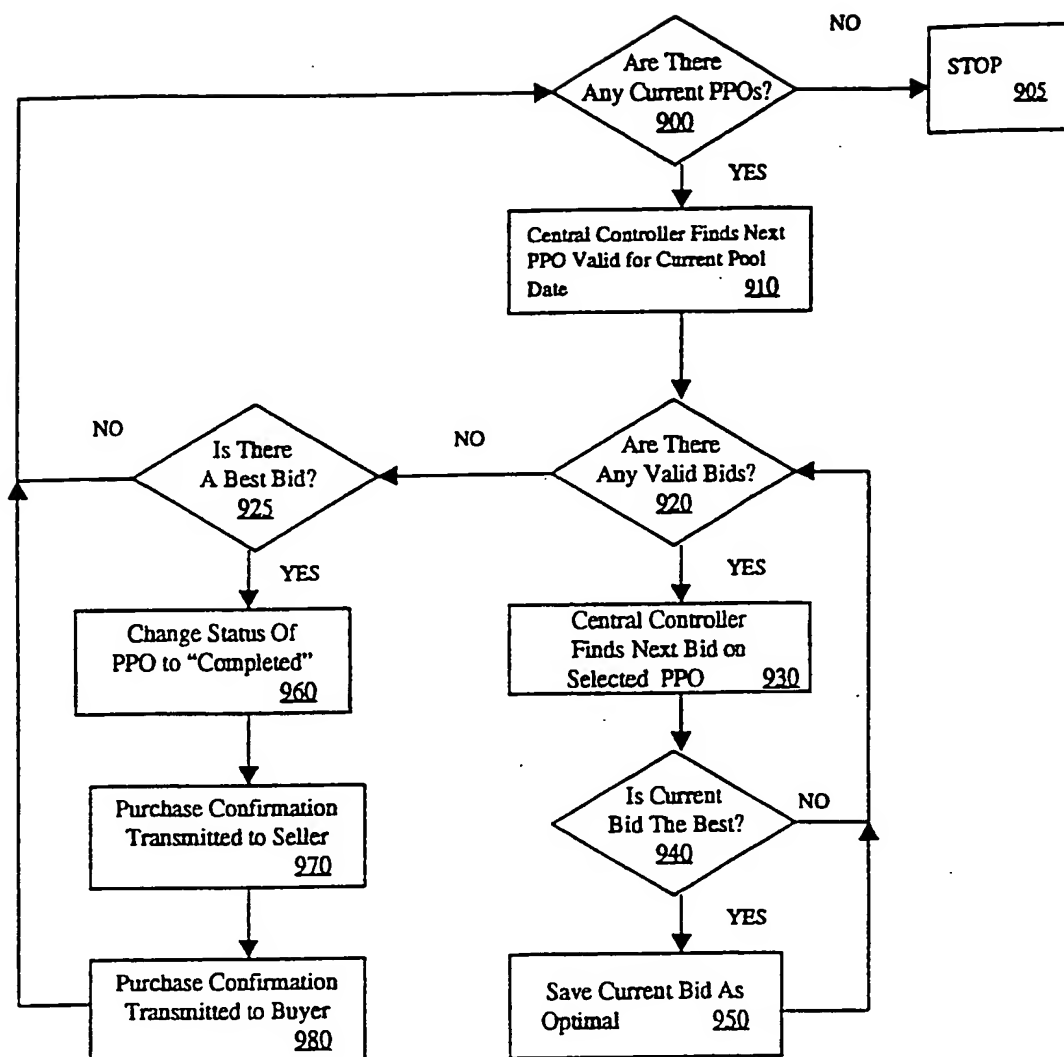 Are There
Any Current PPOs?
900
NO
STOP
905
YES
Central Controller Finds Next
PPO Valid for Current Pool
Date 910
NO
Is There
A Best Bid?
925
NO
Are There
Any Valid Bids?
920
YES
YES
Change Status Of
PPO to "Completed"
960
Central Controller
Finds Next Bid on
Selected PPO 930
Purchase Confirmation
Transmitted to Seller
970
Is Current
Bid The Best?
940
NO
YES
Purchase Confirmation
Transmitted to Buyer
980
Save Current Bid As
Optimal 950